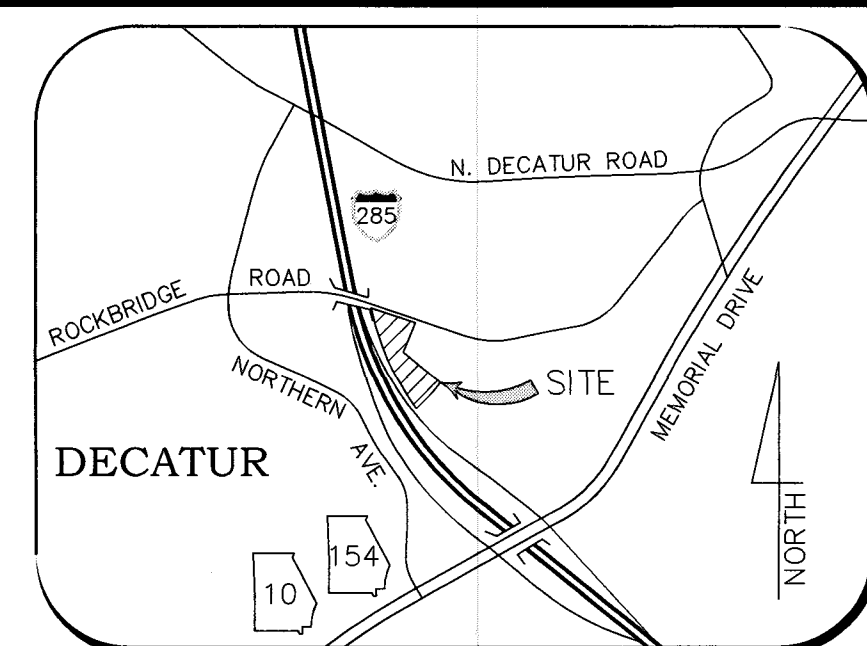 N. DECATUR ROAD
285
ROCKBRIDGE ROAD
MEMORIAL DRIVE
NORTHERN AVE.
SITE
DECATUR
154
10
NORTH